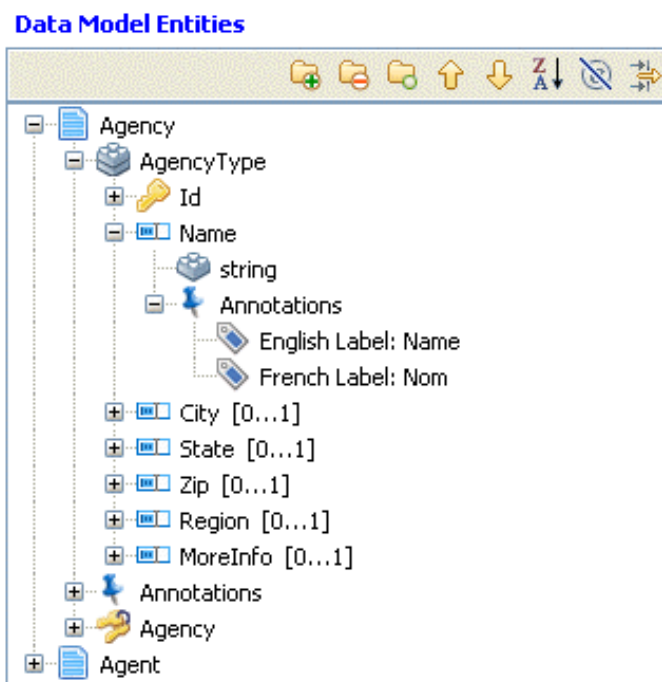 Data Model Entities
Agency
AgencyType
Id
Name
string
Annotations
English Label: Name
French Label: Nom
City [0...1]
State [0...1]
Zip [0...1]
Region [0...1]
MoreInfo [0...1]
Annotations
Agency
Agent